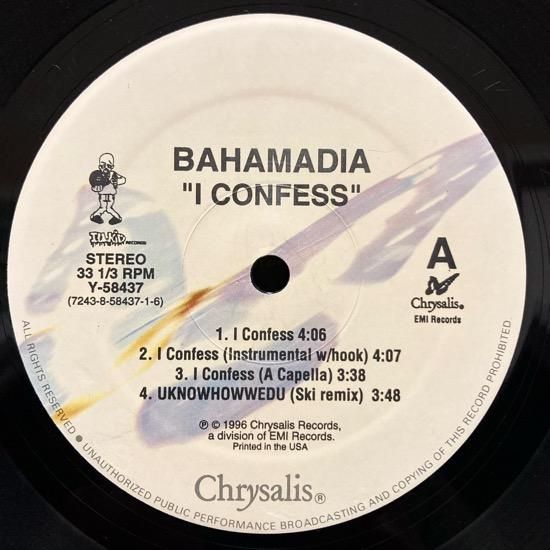 BAHAMADIA
"I CONFESS"
ILL KID RECORDS
STEREO
33 1/3 RPM
Y-58437
(7243-8-58437-1-6)
A
Chrysalis®
EMI Records
1. I Confess 4:06
2. I Confess (Instrumental w/hook) 4:07
3. I Confess (A Capella) 3:38
4. UKNOWHOWWEDU (Ski remix) 3:48
℗ © 1996 Chrysalis Records,
a division of EMI Records.
Printed in the USA
Chrysalis®
ALL RIGHTS RESERVED ● UNAUTHORIZED PUBLIC PERFORMANCE BROADCASTING AND COPYING OF THIS RECORD PROHIBITED.